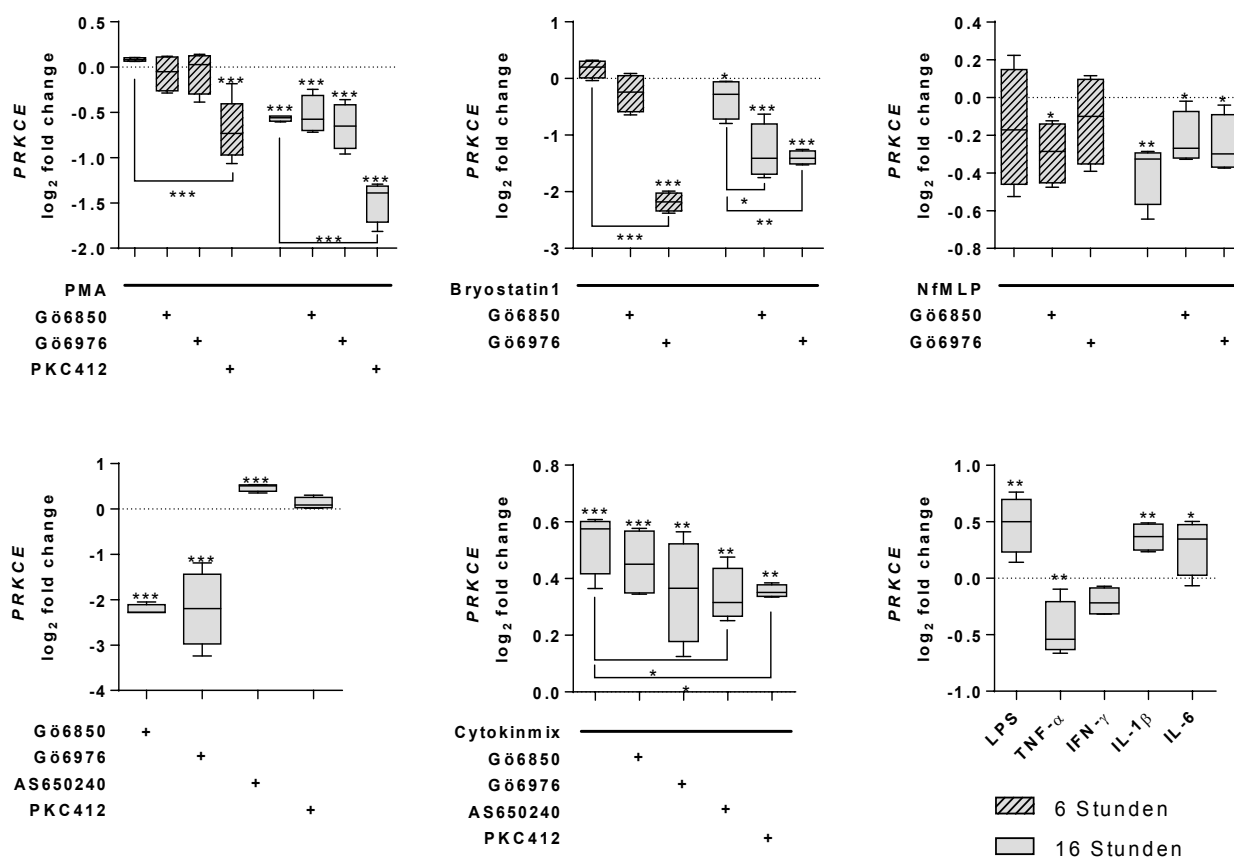 PRKCE
log2 fold change
0.5
0.0
-0.5
-1.0
-1.5
-2.0
***
***
***
***
***
***
***
***
PMA
Gö6850 + +
Gö6976 + +
PKC412 + +
PRKCE
log2 fold change
1
0
-1
-2
-3
*
***
***
***
*
**
***
Bryostatin1
Gö6850 + +
Gö6976 + +
PRKCE
log2 fold change
0.4
0.2
0.0
-0.2
-0.4
-0.6
-0.8
*
*
*
**
NfMLP
Gö6850 + +
Gö6976 + +
PRKCE
log2 fold change
1
0
-1
-2
-3
-4
***
***
***
Gö6850 +
Gö6976 +
AS650240 +
PKC412 +
PRKCE
log2 fold change
0.8
0.6
0.4
0.2
0.0
***
***
**
**
**
*
*
Cytokinmix
Gö6850 +
Gö6976 +
AS650240 +
PKC412 +
PRKCE
log2 fold change
1.0
0.5
0.0
-0.5
-1.0
**
**
**
*
LPS
TNF-α
IFN-γ
IL-1β
IL-6
6 Stunden
16 Stunden